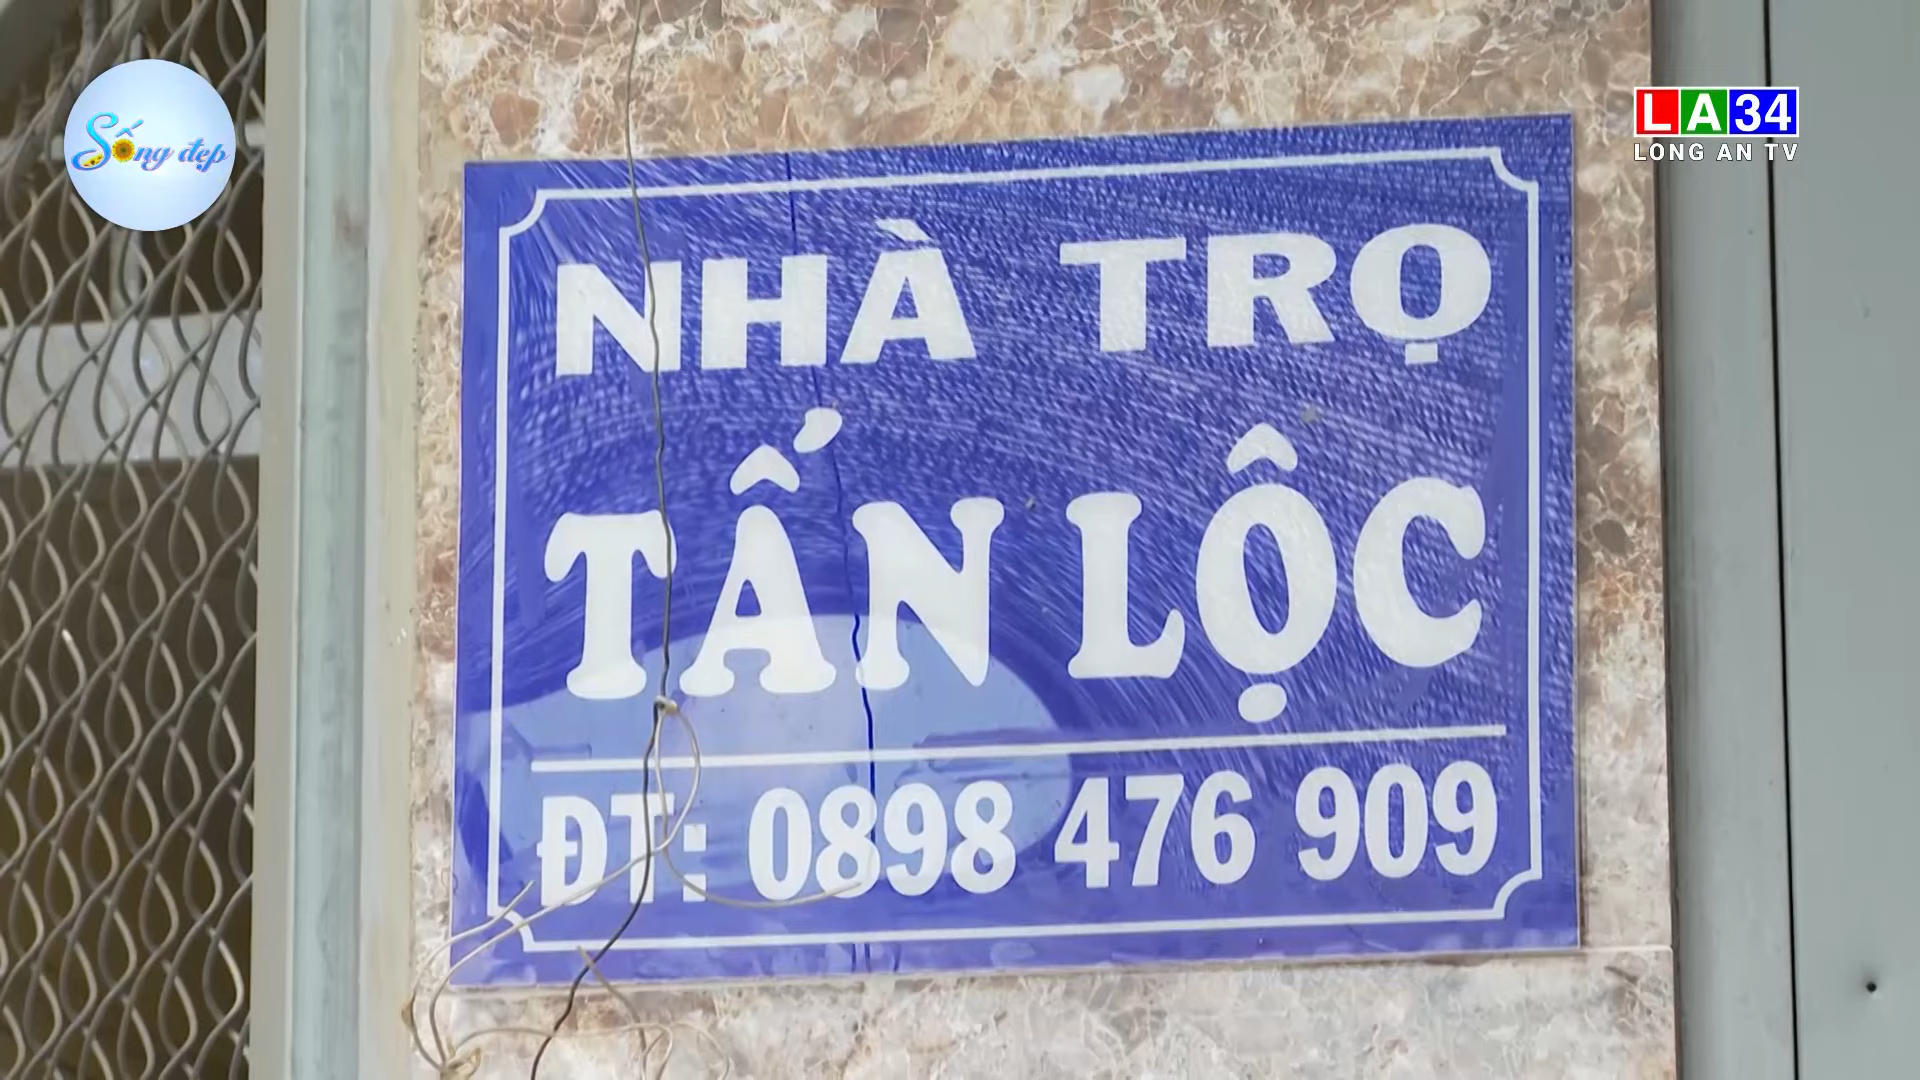 Sống đẹp
LA34
LONG AN TV
NHÀ TRỌ
TẤN LỘC
ĐT: 0898 476 909